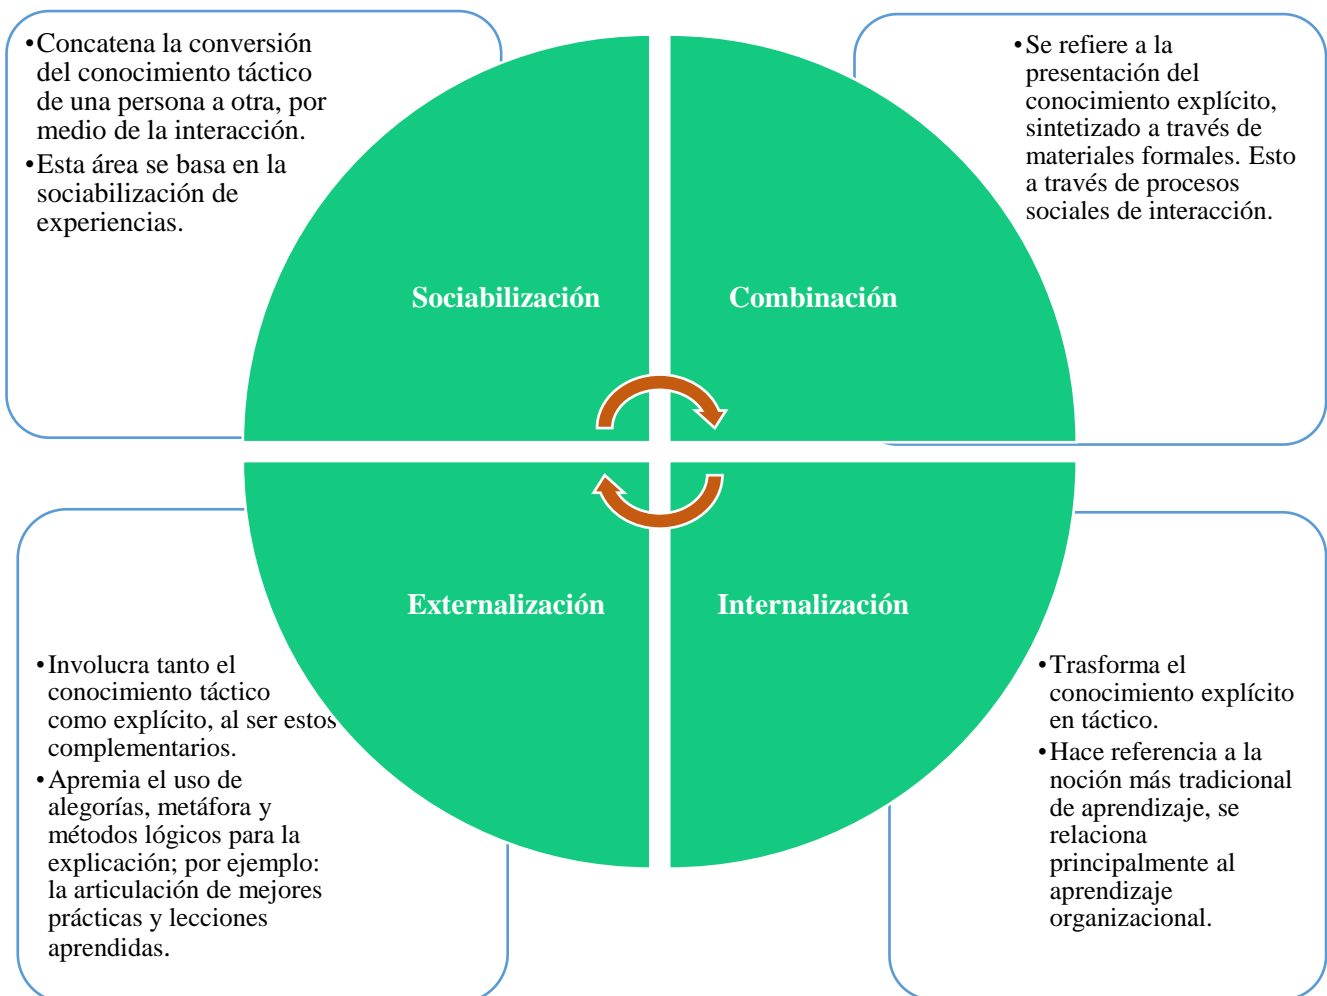 •Concatena la conversión
del conocimiento táctico
de una persona a otra, por
medio de la interacción.
•Esta área se basa en la
sociabilización de
experiencias.
•Se refiere a la
presentación del
conocimiento explícito,
sintetizado a través de
materiales formales. Esto
a través de procesos
sociales de interacción.
Sociabilización
Combinación
Externalización
Internalización
•Involucra tanto el
conocimiento táctico
como explícito, al ser estos
complementarios.
•Apremia el uso de
alegorías, metáfora y
métodos lógicos para la
explicación; por ejemplo:
la articulación de mejores
prácticas y lecciones
aprendidas.
•Trasforma el
conocimiento explícito
en táctico.
•Hace referencia a la
noción más tradicional
de aprendizaje, se
relaciona
principalmente al
aprendizaje
organizacional.